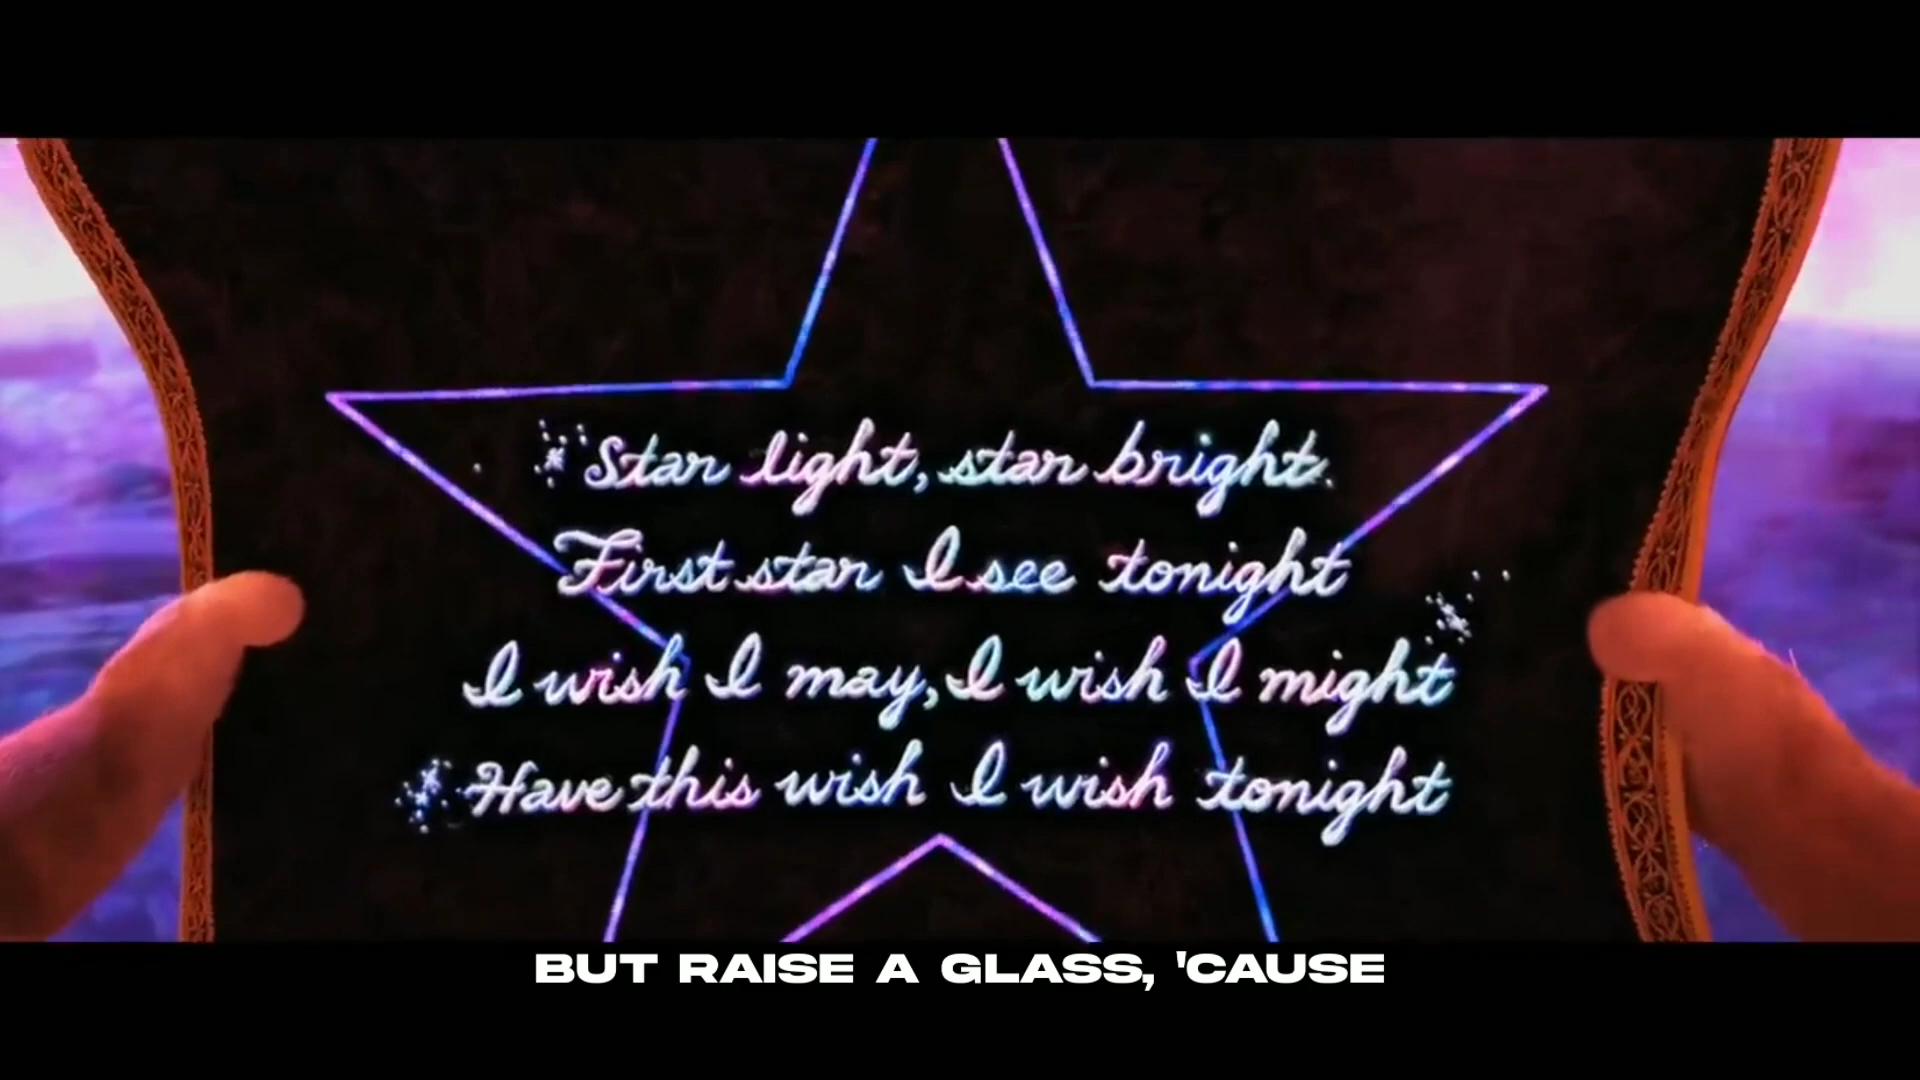 Star light, star bright
First star I see tonight
I wish I may, I wish I might
Have this wish I wish tonight
BUT RAISE A GLASS, 'CAUSE